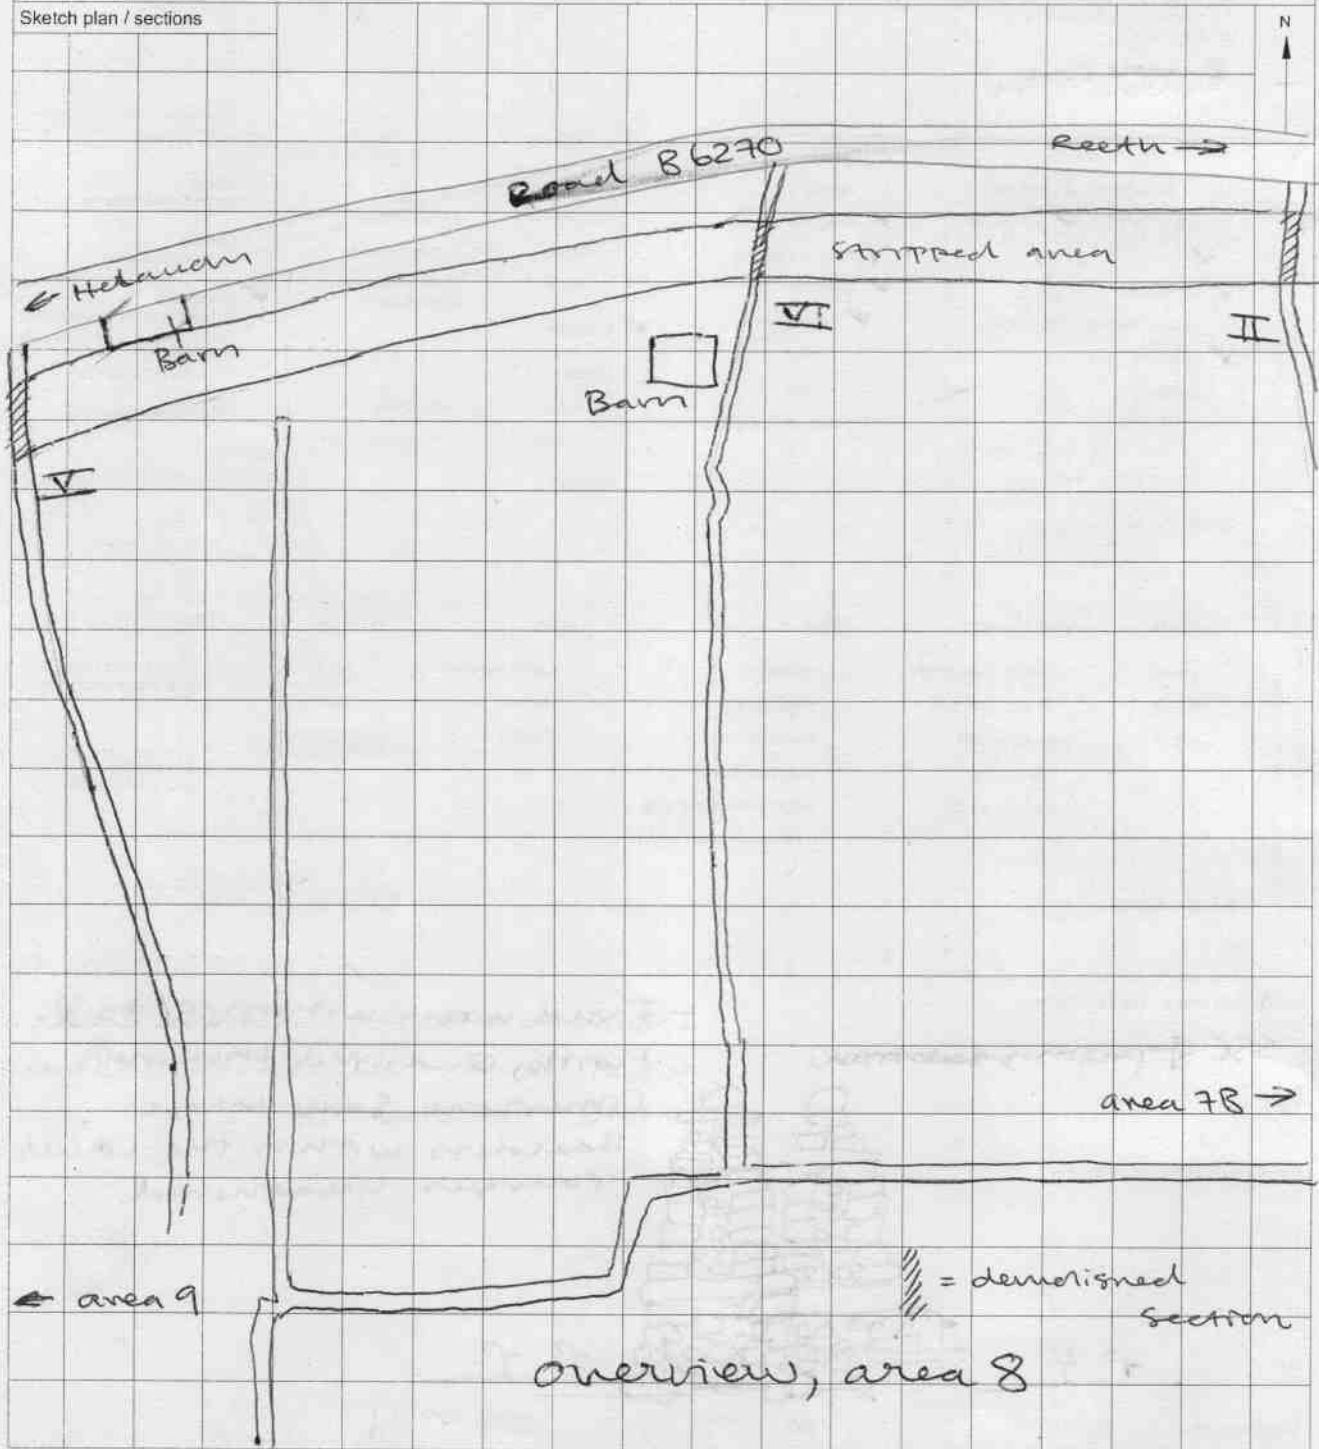 Sketch plan / sections
N
Road B6270
Reeth →
stripped area
←
Barn
VI
II
Barn
V
area 7B →
← area 9
= demolished
section
overview, area 8